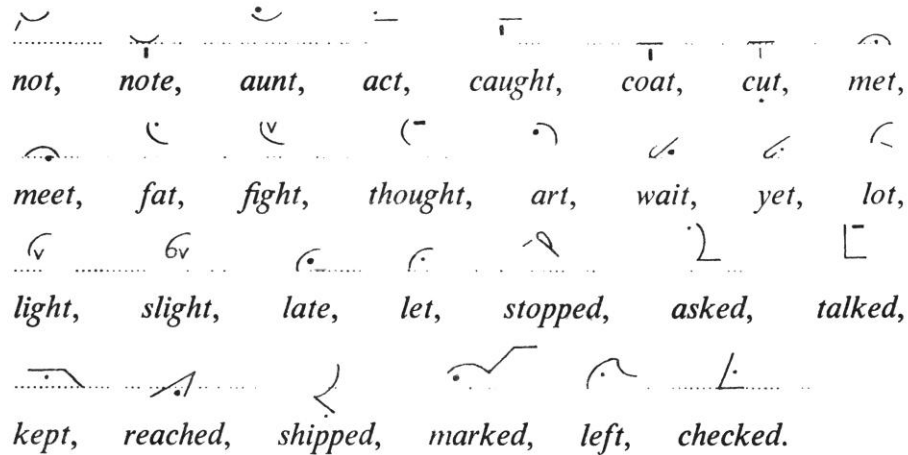 not, note, aunt, act, caught, coat, cut, met,
meet, fat, fight, thought, art, wait, yet, lot,
light, slight, late, let, stopped, asked, talked,
kept, reached, shipped, marked, left, checked.